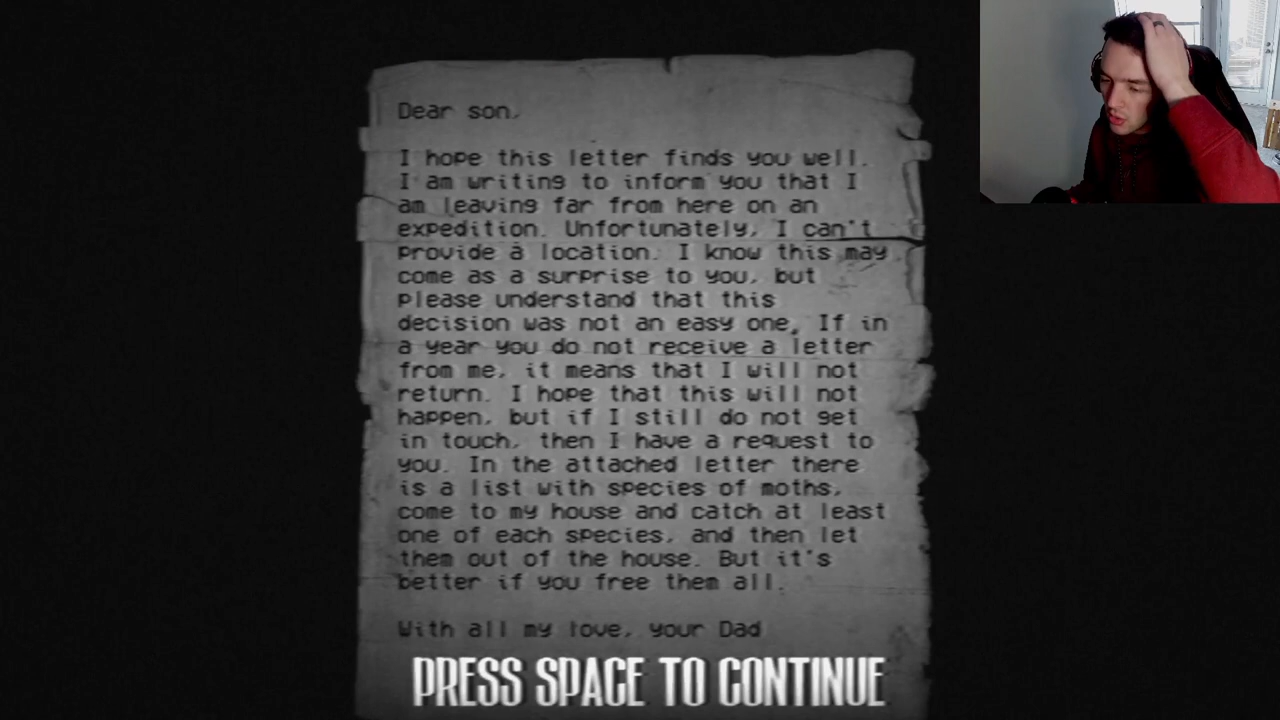 Dear son,
I hope this letter finds you well.
I am writing to inform you that I
am leaving far from here on an
expedition. Unfortunately, I can't
provide a location. I know this may
come as a surprise to you, but
please understand that this
decision was not an easy one, If in
a year you do not receive a letter
from me, it means that I will not
return. I hope that this will not
happen, but if I still do not get
in touch, then I have a request to
you. In the attached letter there
is a list with species of moths,
come to my house and catch at least
one of each species, and then let
them out of the house. But it's
better if you free them all.
With all my love, your Dad
PRESS SPACE TO CONTINUE